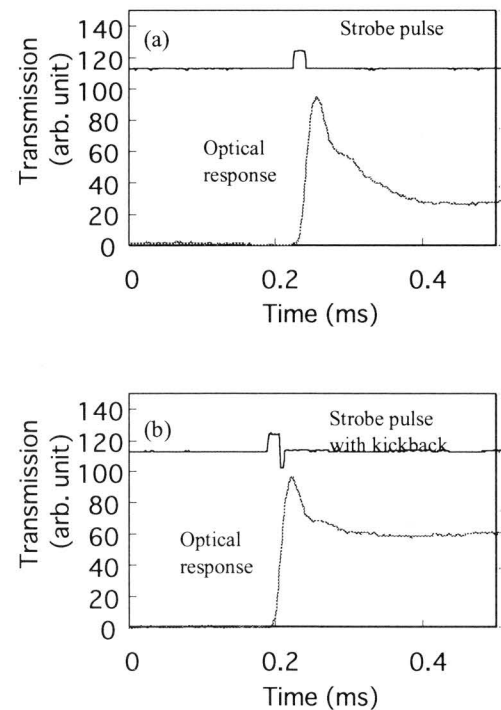 (a)
Strobe pulse
Transmission
(arb. unit)
140
120
100
80
60
40
20
0
Optical
response
0
0.2
0.4
Time (ms)
(b)
Strobe pulse
with kickback
Transmission
(arb. unit)
140
120
100
80
60
40
20
0
Optical
response
0
0.2
0.4
Time (ms)